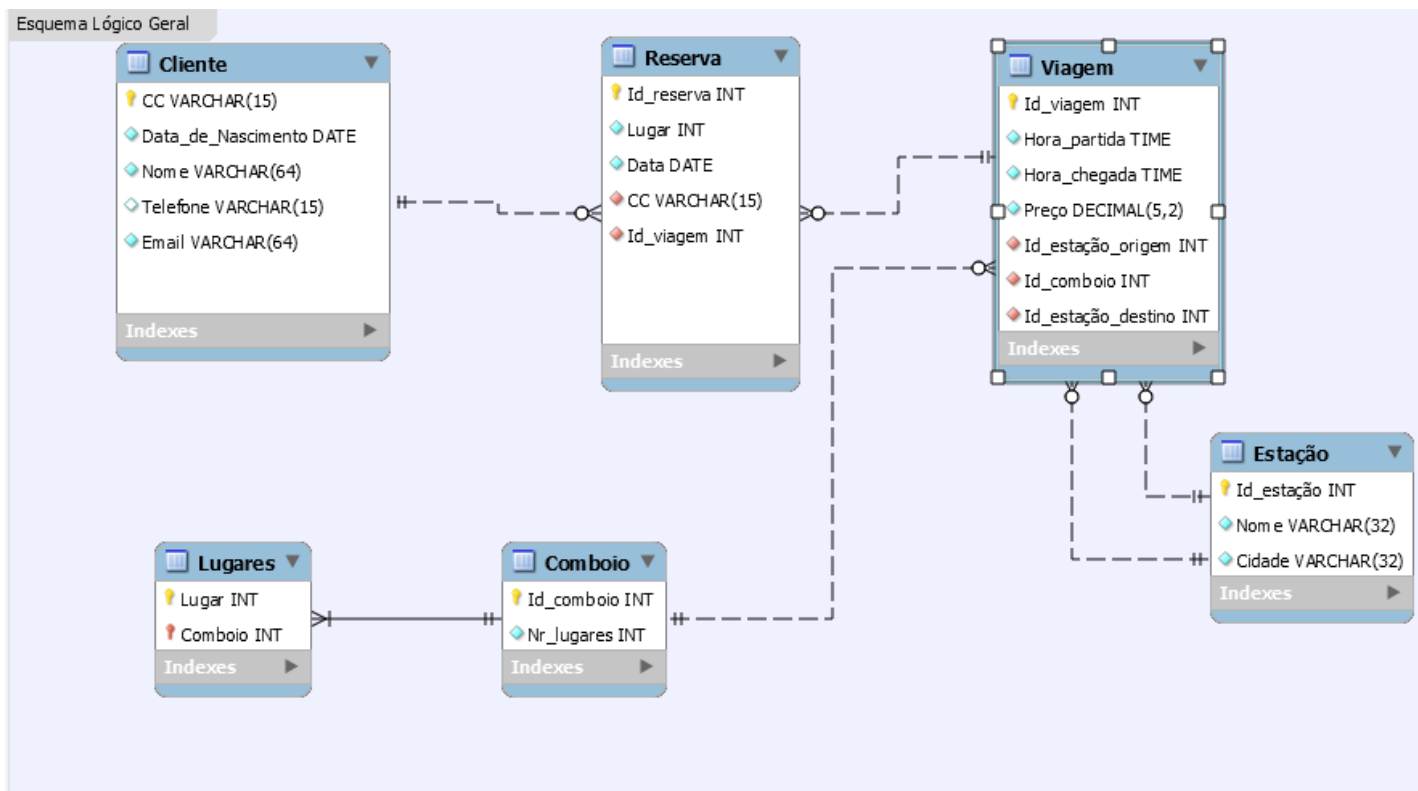 Esquema Lógico Geral
Cliente
CC VARCHAR(15)
Data_de_Nascimento DATE
Nome VARCHAR(64)
Telefone VARCHAR(15)
Email VARCHAR(64)
Indexes
Reserva
Id_reserva INT
Lugar INT
Data DATE
CC VARCHAR(15)
Id_viagem INT
Indexes
Viagem
Id_viagem INT
Hora_partida TIME
Hora_chegada TIME
Preço DECIMAL(5,2)
Id_estação_origem INT
Id_comboio INT
Id_estação_destino INT
Indexes
Estação
Id_estação INT
Nome VARCHAR(32)
Cidade VARCHAR(32)
Indexes
Lugares
Lugar INT
Comboio INT
Indexes
Comboio
Id_comboio INT
Nr_lugares INT
Indexes